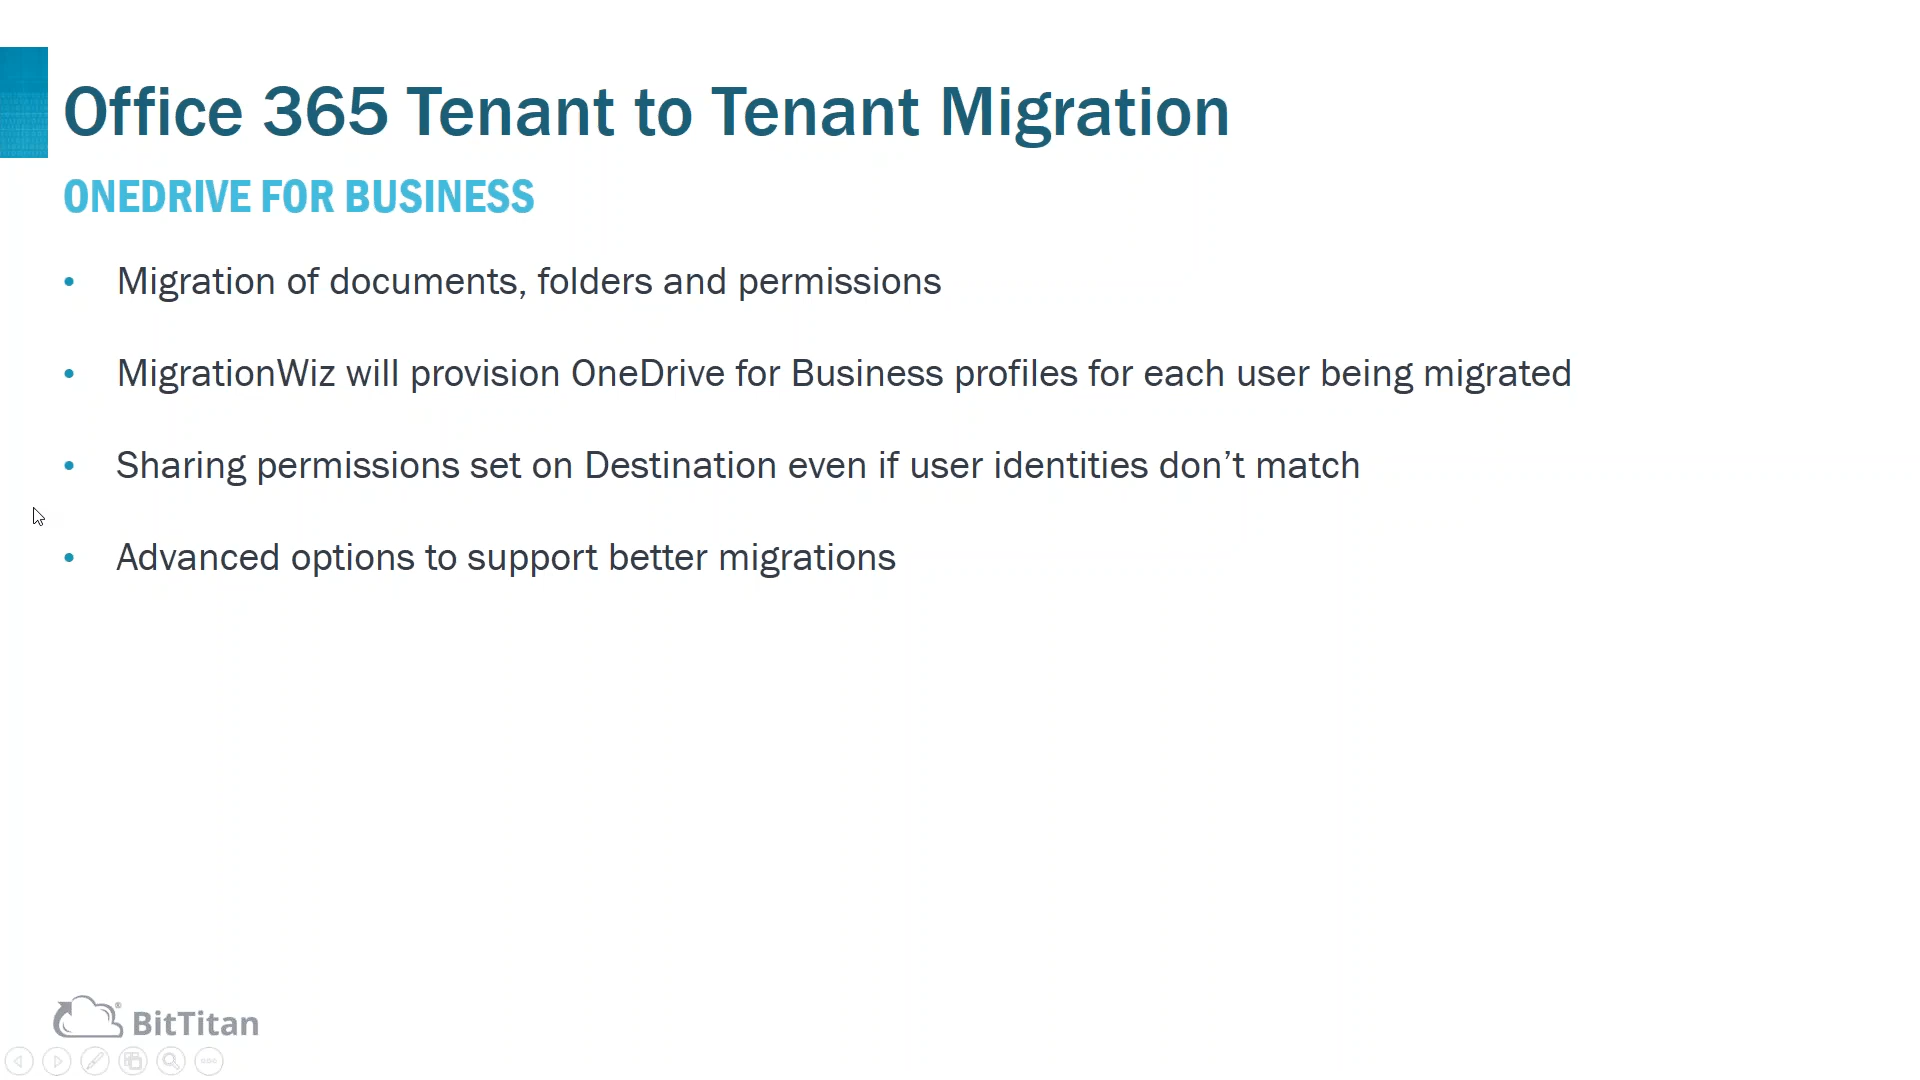 Office 365 Tenant to Tenant Migration
ONEDRIVE FOR BUSINESS
• Migration of documents, folders and permissions
• MigrationWiz will provision OneDrive for Business profiles for each user being migrated
• Sharing permissions set on Destination even if user identities don’t match
• Advanced options to support better migrations
® BitTitan